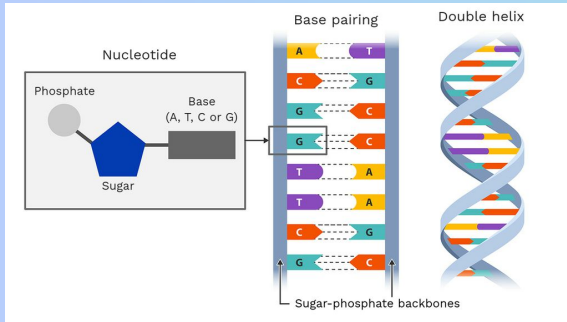 Nucleotide
Phosphate
Base
(A, T, C or G)
Sugar
Base pairing
A T
C G
G C
G C
T A
T A
C G
G C
Sugar-phosphate backbones
Double helix